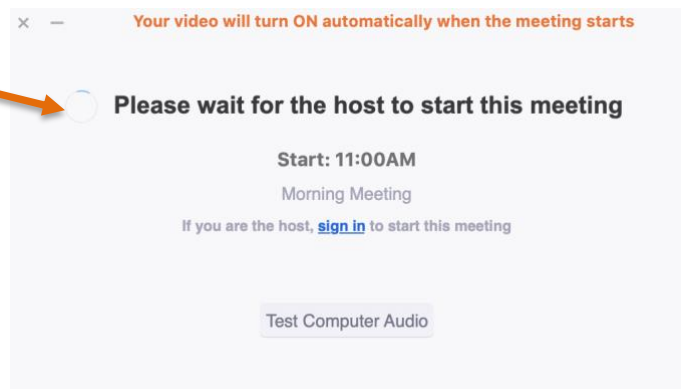 Your video will turn ON automatically when the meeting starts
Please wait for the host to start this meeting
Start: 11:00AM
Morning Meeting
If you are the host, sign in to start this meeting
Test Computer Audio